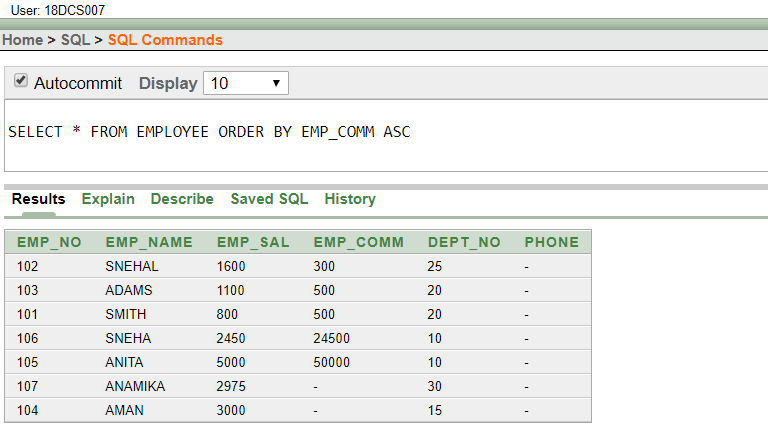 User: 18DCS007
Home > SQL > SQL Commands
Autocommit Display 10
SELECT * FROM EMPLOYEE ORDER BY EMP_COMM ASC
Results Explain Describe Saved SQL History
EMP_NO EMP_NAME EMP_SAL EMP_COMM DEPT_NO PHONE
102 SNEHAL 1600 300 25 -
103 ADAMS 1100 500 20 -
101 SMITH 800 500 20 -
106 SNEHA 2450 24500 10 -
105 ANITA 5000 50000 10 -
107 ANAMIKA 2975 - 30 -
104 AMAN 3000 - 15 -